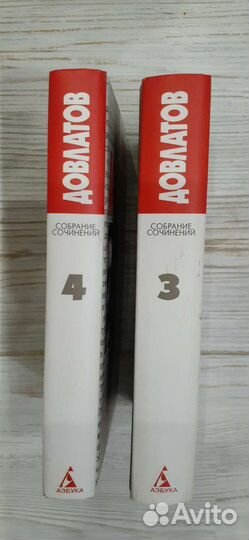 ДОВЛАТОВ
СОБРАНИЕ
СОЧИНЕНИЙ
4
АЗБУКА
ДОВЛАТОВ
СОБРАНИЕ
СОЧИНЕНИЙ
3
АЗБУКА
Avito